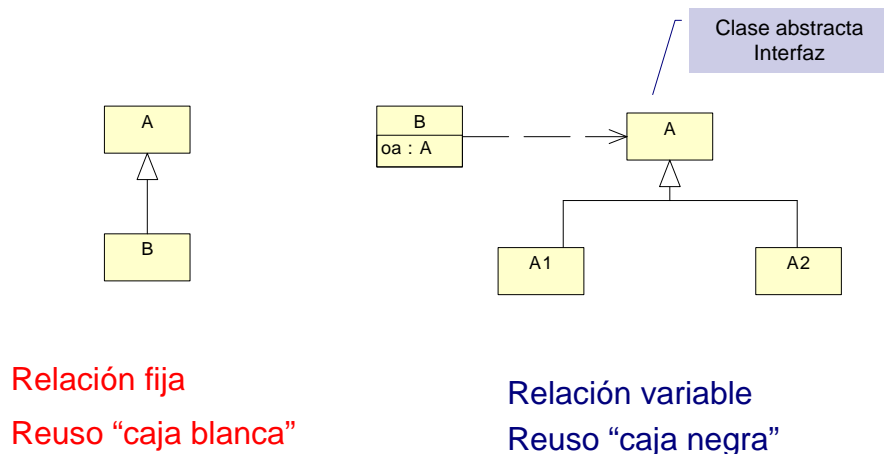 Clase abstracta
Interfaz
A
B
B
oa : A
A
A1
A2
Relación fija
Reuso “caja blanca”
Relación variable
Reuso “caja negra”